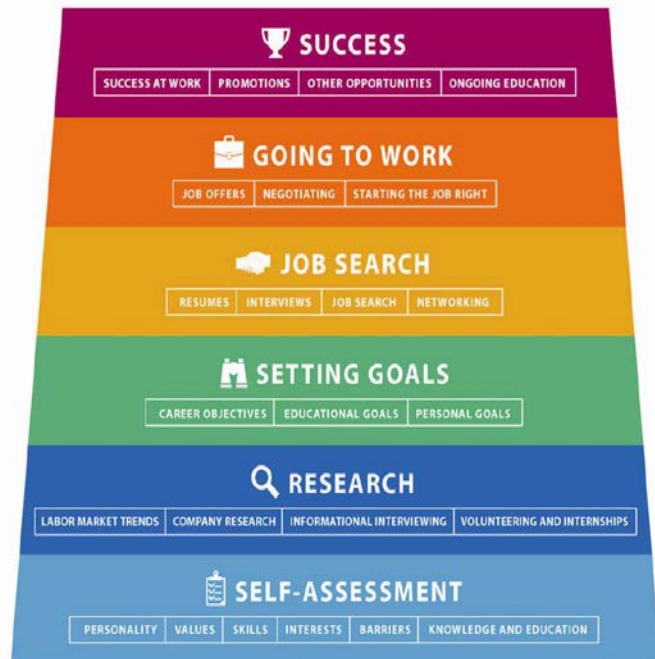 SUCCESS
SUCCESS AT WORK PROMOTIONS OTHER OPPORTUNITIES ONGOING EDUCATION
GOING TO WORK
JOB OFFERS NEGOTIATING STARTING THE JOB RIGHT
JOB SEARCH
RESUMES INTERVIEWS JOB SEARCH NETWORKING
SETTING GOALS
CAREER OBJECTIVES EDUCATIONAL GOALS PERSONAL GOALS
RESEARCH
LABOR MARKET TRENDS COMPANY RESEARCH INFORMATIONAL INTERVIEWING VOLUNTEERING AND INTERNSHIPS
SELF-ASSESSMENT
PERSONALITY VALUES SKILLS INTERESTS BARRIERS KNOWLEDGE AND EDUCATION